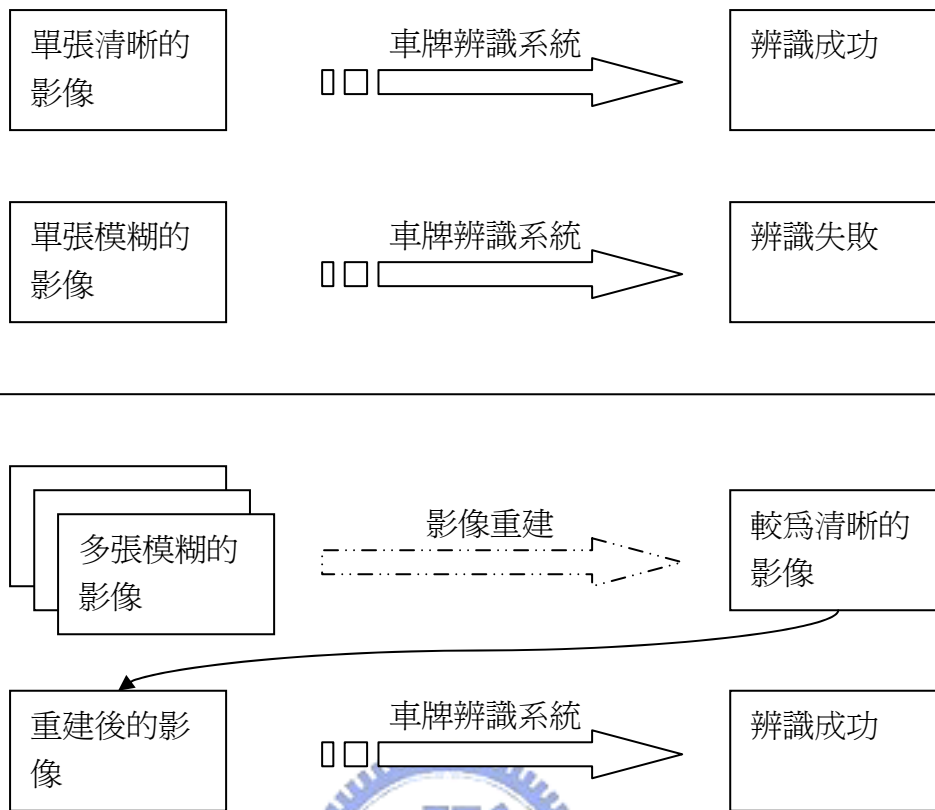 單張清晰的
影像
車牌辨識系統
辨識成功
單張模糊的
影像
車牌辨識系統
辨識失敗
多張模糊的
影像
影像重建
較爲清晰的
影像
重建後的影
像
車牌辨識系統
辨識成功